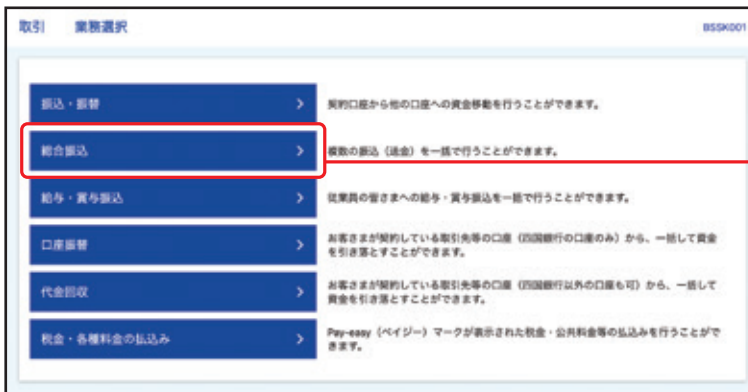 取引 業務選択 BSSK001
振込・振替 契約口座から他の口座への資金移動を行うことができます。
総合振込 複数の振込（送金）を一括で行うことができます。
給与・賞与振込 従業員の皆さまへの給与・賞与振込を一括で行うことができます。
口座振替 お客さまが契約している取引先等の口座（四国銀行の口座のみ）から、一括して資金
を引き落とすことができます。
代金回収 お客さまが契約している取引先等の口座（四国銀行以外の口座も可）から、一括して
資金を引き落とすことができます。
税金・各種料金の払込み Pay-easy（ペイジー）マークが表示された税金・公共料金等の払込みを行うことがで
きます。